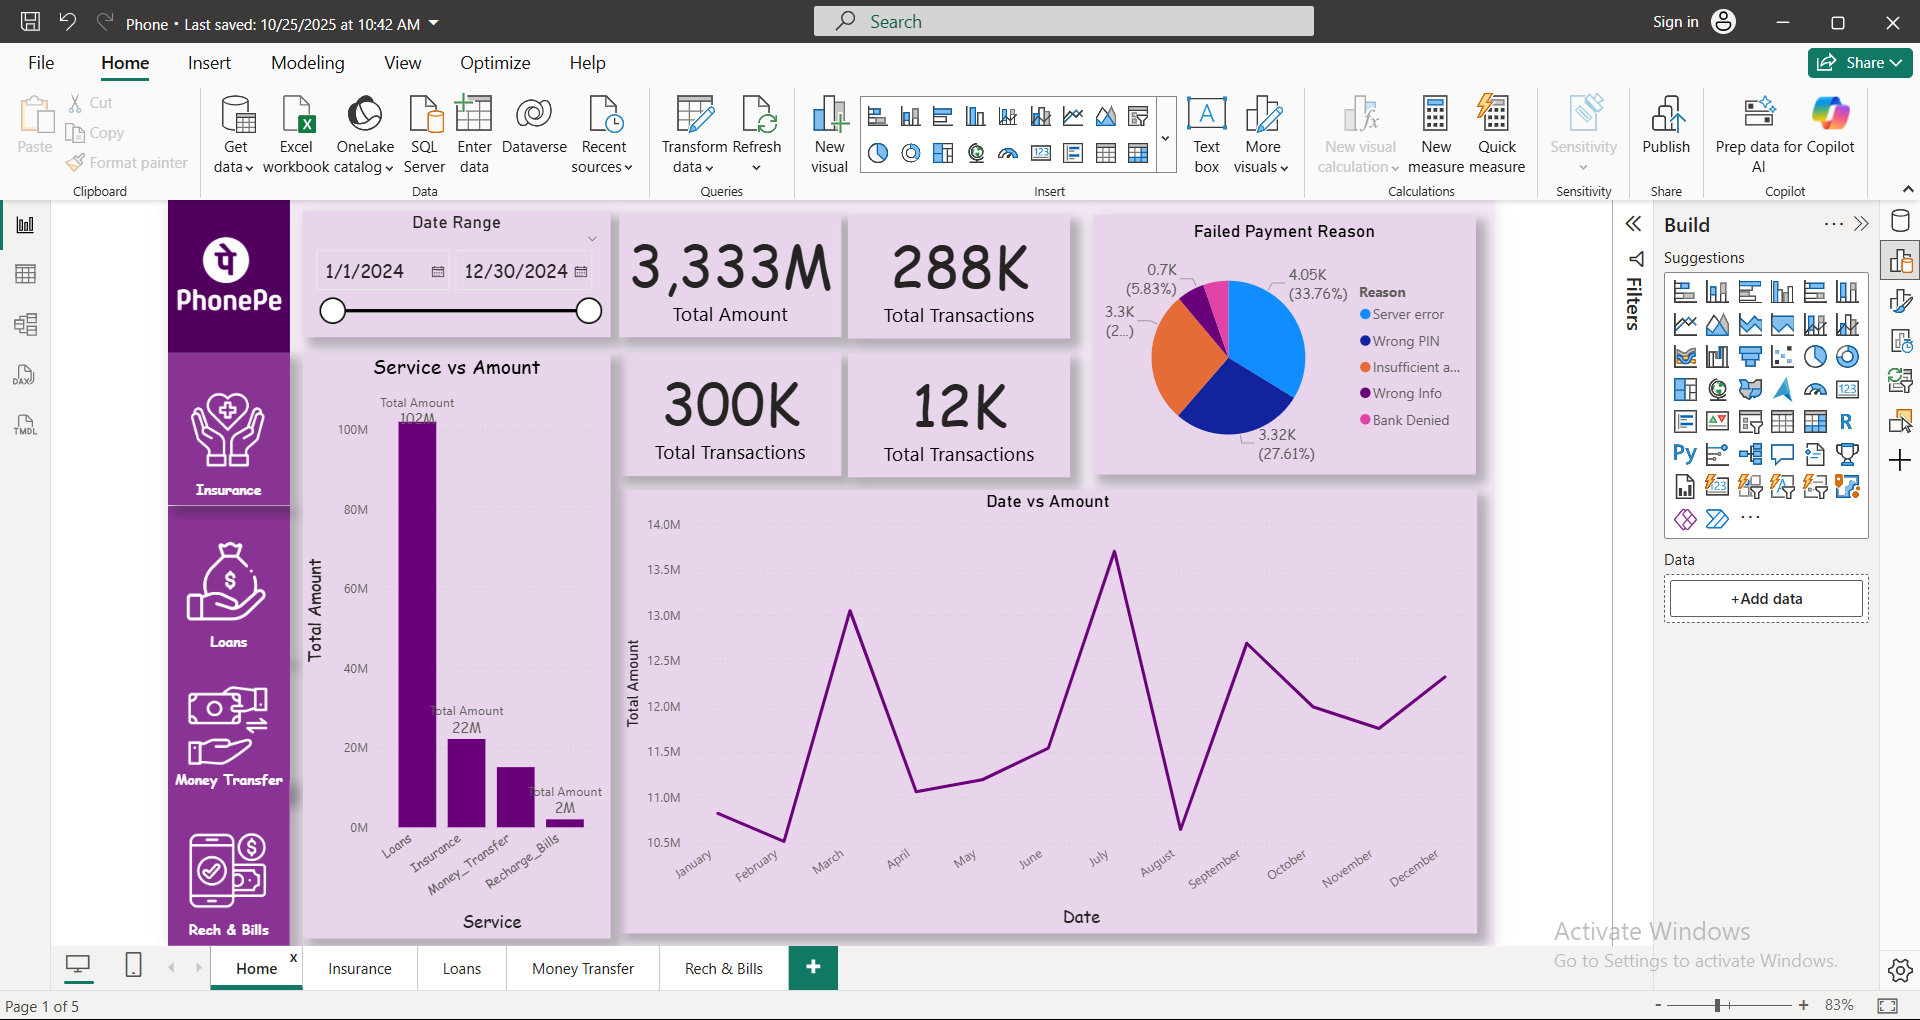 Phone • Last saved: 10/25/2025 at 10:42 AM
Search
Sign in
File
Home
Insert
Modeling
View
Optimize
Help
Share
Paste
Cut
Copy
Format painter
Clipboard
Get data
Excel workbook
OneLake catalog
SQL Server
Enter data
Dataverse
Recent sources
Data
Transform data
Refresh
Queries
New visual
Text box
More visuals
Insert
New visual calculation
New measure
Quick measure
Calculations
Sensitivity
Sensitivity
Publish
Share
Prep data for AI
Copilot
Copilot
PhonePe
Insurance
Loans
Money Transfer
Rech & Bills
Date Range
1/1/2024
12/30/2024
3,333M
Total Amount
288K
Total Transactions
300K
Total Transactions
12K
Total Transactions
Failed Payment Reason
0.7K
(5.83%)
3.3K
(2...)
4.05K
(33.76%)
3.32K
(27.61%)
Reason
Server error
Wrong PIN
Insufficient a...
Wrong Info
Bank Denied
Service vs Amount
Total Amount
102M
Total Amount
22M
Total Amount
2M
100M
80M
60M
40M
20M
0M
Total Amount
Loans
Insurance
Money_Transfer
Recharge_Bills
Service
Date vs Amount
14.0M
13.5M
13.0M
12.5M
12.0M
11.5M
11.0M
10.5M
Total Amount
January
February
March
April
May
June
July
August
September
October
November
December
Date
Filters
Build
Suggestions
123
R
Py
123
Data
+Add data
DAX
TMDL
Activate Windows
Go to Settings to activate Windows.
Home
x
Insurance
Loans
Money Transfer
Rech & Bills
+
Page 1 of 5
- + 83%